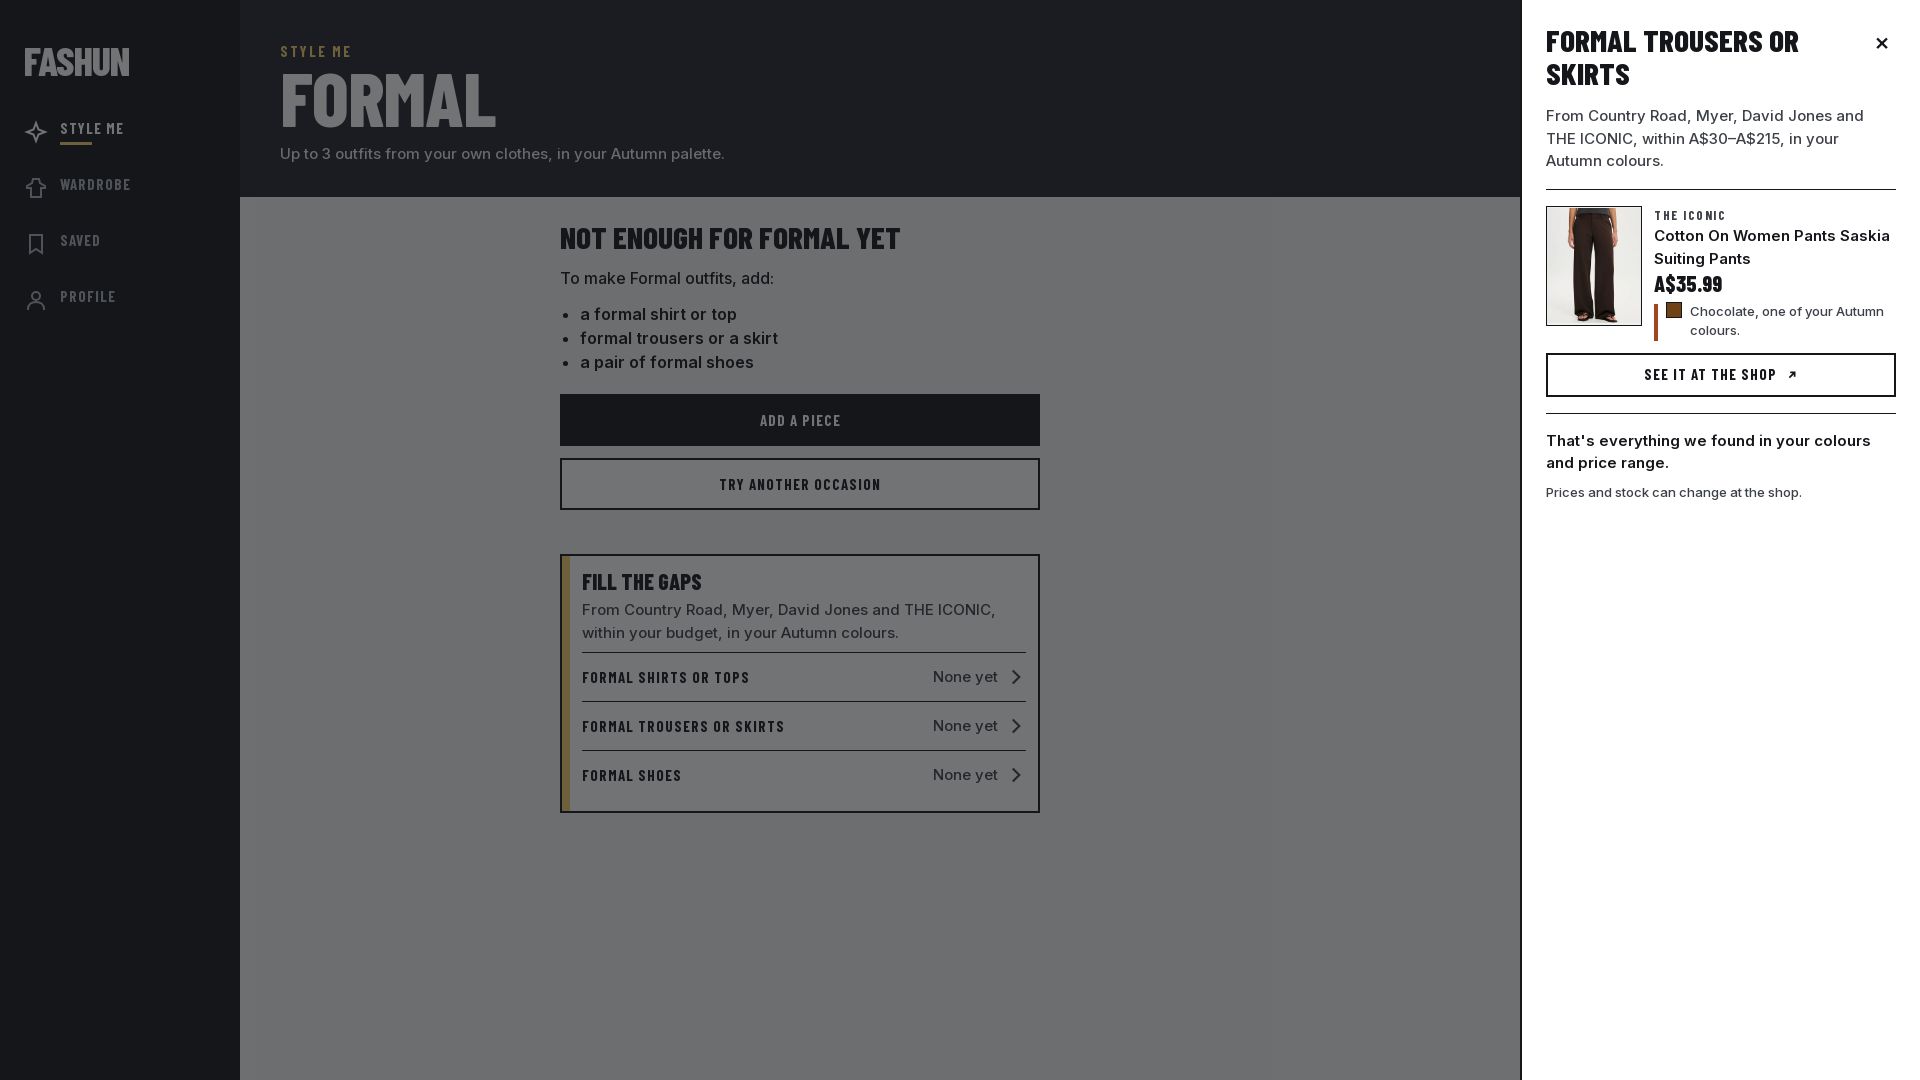 FASHUN
STYLE ME
WARDROBE
SAVED
PROFILE
STYLE ME
FORMAL
Up to 3 outfits from your own clothes, in your Autumn palette.
NOT ENOUGH FOR FORMAL YET
To make Formal outfits, add:
• a formal shirt or top
• formal trousers or a skirt
• a pair of formal shoes
ADD A PIECE
TRY ANOTHER OCCASION
FILL THE GAPS
From Country Road, Myer, David Jones and THE ICONIC,
within your budget, in your Autumn colours.
FORMAL SHIRTS OR TOPS None yet
FORMAL TROUSERS OR SKIRTS None yet
FORMAL SHOES None yet
FORMAL TROUSERS OR
SKIRTS
From Country Road, Myer, David Jones and
THE ICONIC, within A$30–A$215, in your
Autumn colours.
THE ICONIC
Cotton On Women Pants Saskia
Suiting Pants
A$35.99
Chocolate, one of your Autumn
colours.
SEE IT AT THE SHOP
That's everything we found in your colours
and price range.
Prices and stock can change at the shop.